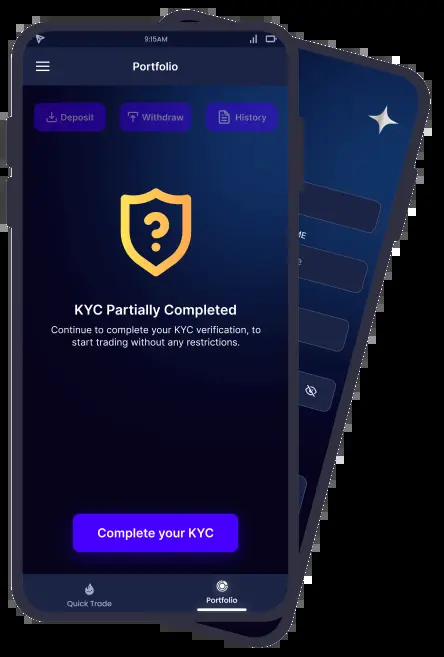 9:15AM
Portfolio
Deposit
Withdraw
History
ME
KYC Partially Completed
Continue to complete your KYC verification, to
start trading without any restrictions.
Complete your KYC
Quick Trade
Portfolio